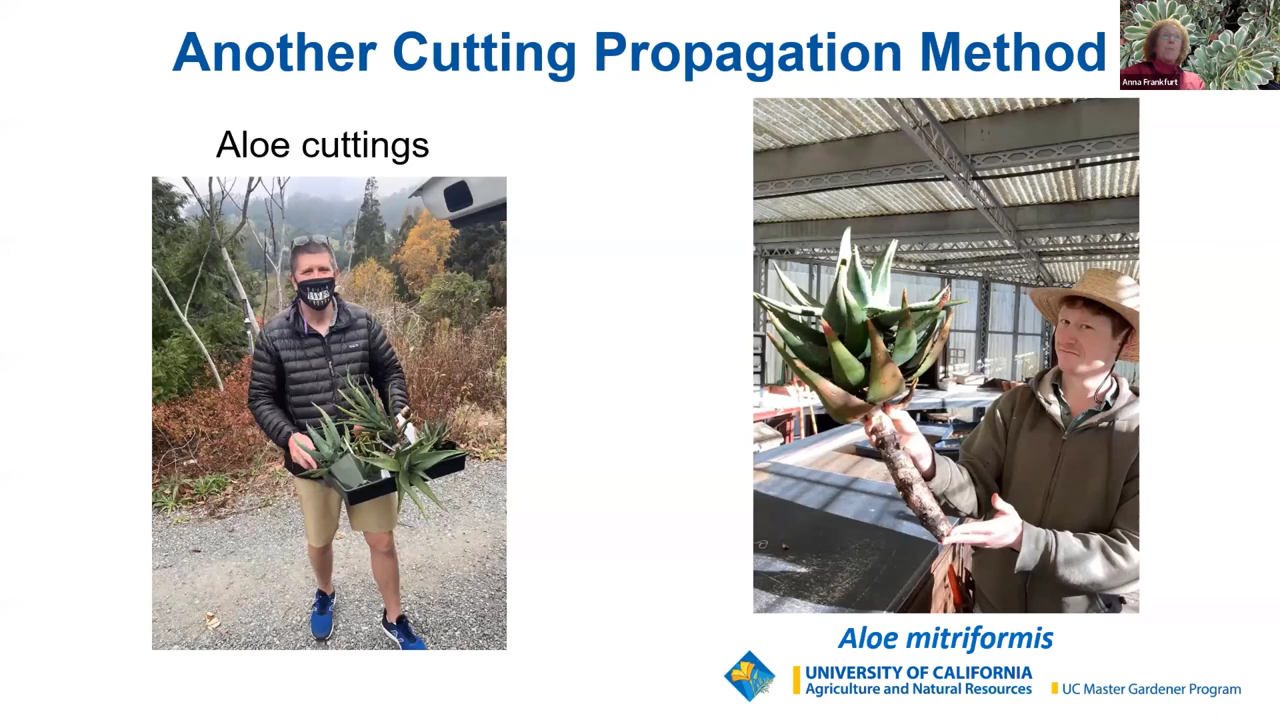 Another Cutting Propagation Method
Anna Frankfurt
Aloe cuttings
Aloe mitriformis
UNIVERSITY OF CALIFORNIA
Agriculture and Natural Resources
UC Master Gardener Program